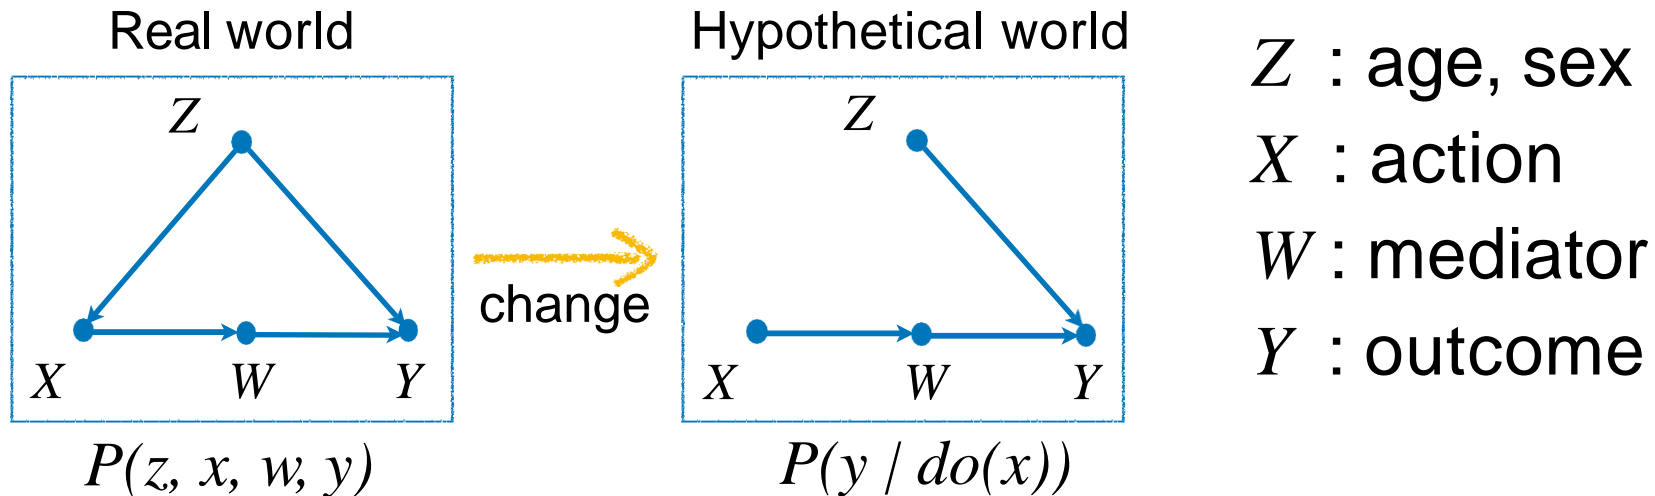 Real world
Z
X W Y
P(z, x, w, y)
change
Hypothetical world
Z
X W Y
P(y / do(x))
Z : age, sex
X : action
W : mediator
Y : outcome